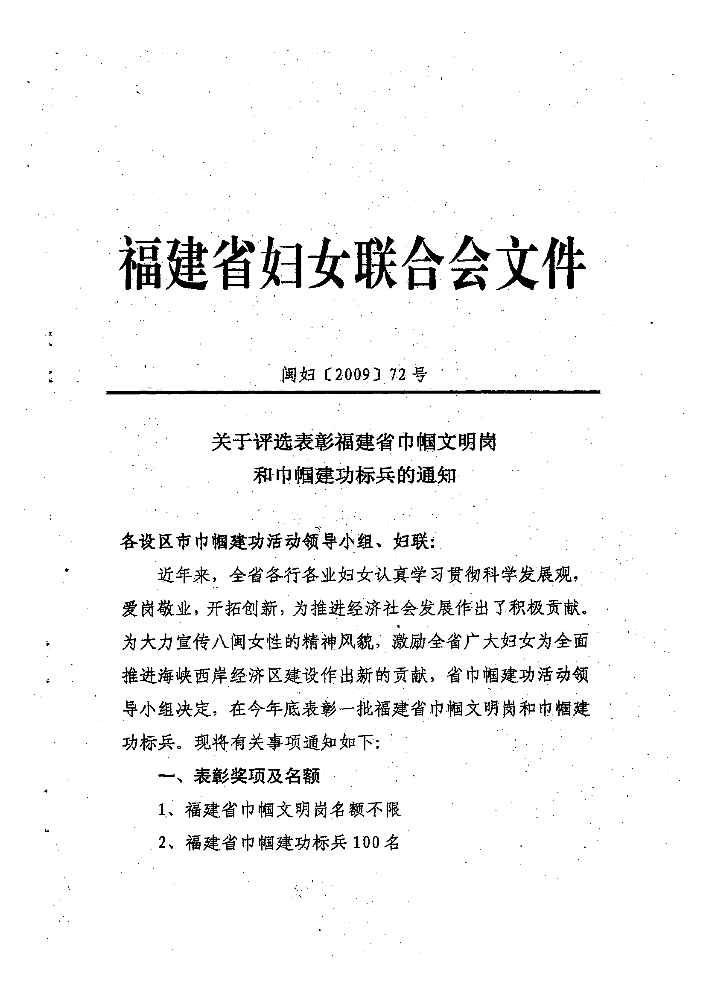 福建省妇女联合会文件
闽妇〔2009〕72号
关于评选表彰福建省巾帼文明岗
和巾帼建功标兵的通知
各设区市巾帼建功活动领导小组、妇联：
近年来，全省各行各业妇女认真学习贯彻科学发展观，
爱岗敬业，开拓创新，为推进经济社会发展作出了积极贡献。
为大力宣传八闽女性的精神风貌，激励全省广大妇女为全面
推进海峡西岸经济区建设作出新的贡献，省巾帼建功活动领
导小组决定，在今年底表彰一批福建省巾帼文明岗和巾帼建
功标兵。现将有关事项通知如下：
一、表彰奖项及名额
1、福建省巾帼文明岗名额不限
2、福建省巾帼建功标兵100名